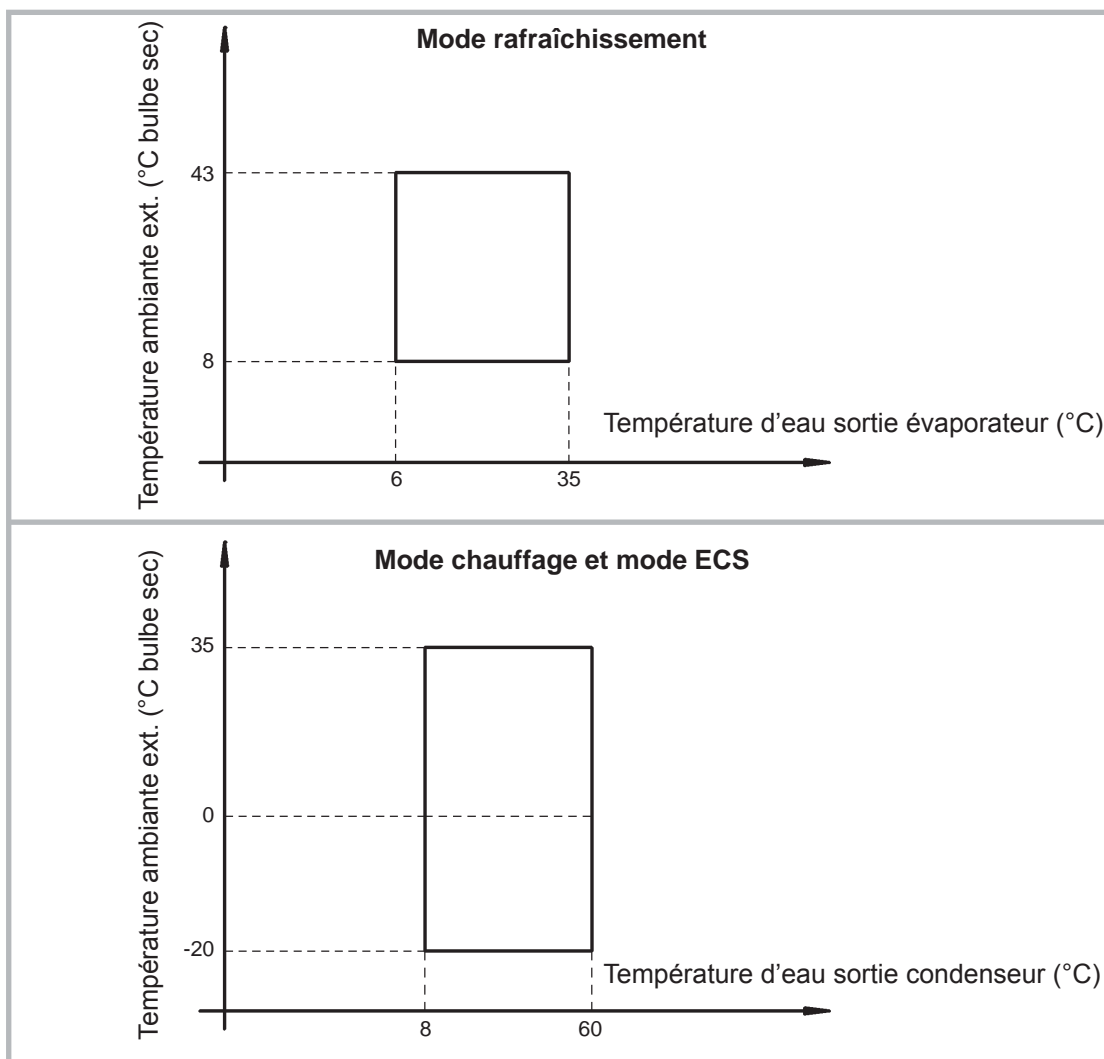 Mode rafraîchissement
Température ambiante ext. (°C bulbe sec)
43
8
Température d’eau sortie évaporateur (°C)
6
35
Mode chauffage et mode ECS
Température ambiante ext. (°C bulbe sec)
35
0
-20
Température d’eau sortie condenseur (°C)
8
60